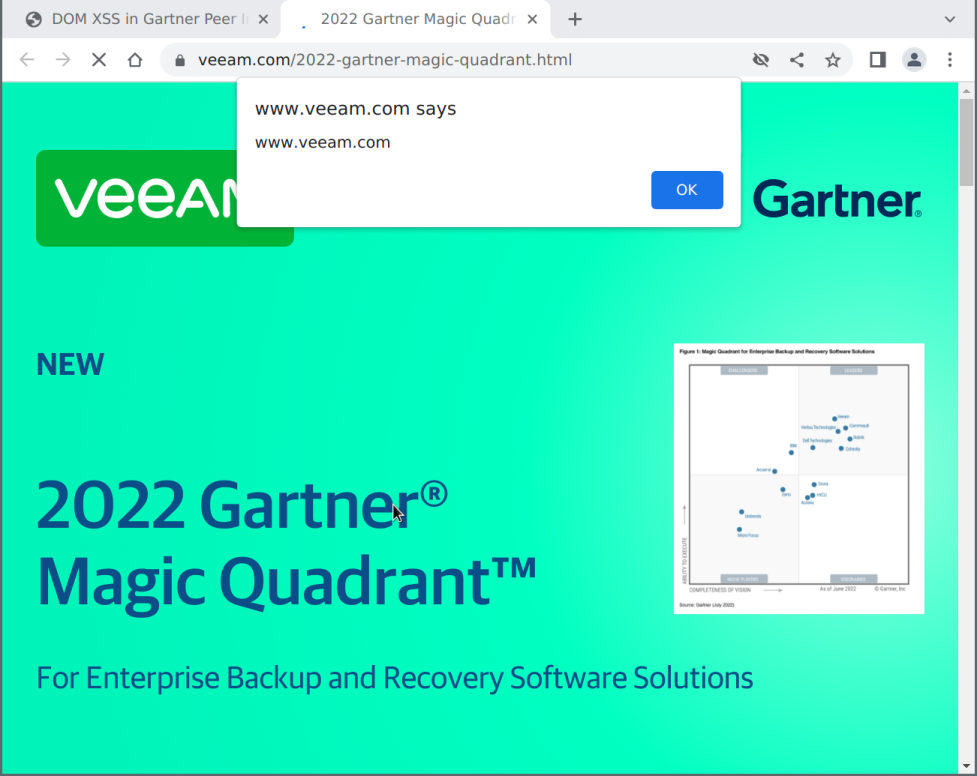 DOM XSS in Gartner Peer I
2022 Gartner Magic Quadr
veeam.com/2022-gartner-magic-quadrant.html
www.veeam.com says
www.veeam.com
OK
veeAM
Gartner®
NEW
Figure 1: Magic Quadrant for Enterprise Backup and Recovery Software Solutions
CHALLENGERS
LEADERS
Veeam
Veritas Technologies
Commvault
Rubrik
Dell Technologies
Cohesity
IBM
Acronis
Druva
HYCU
Arcserve
Unitrends
Micro Focus
ABILITY TO EXECUTE
NICHE PLAYERS
VISIONARIES
COMPLETENESS OF VISION
As of June 2022
© Gartner, Inc
Source: Gartner (July 2022)
2022 Gartner®
Magic Quadrant™
For Enterprise Backup and Recovery Software Solutions